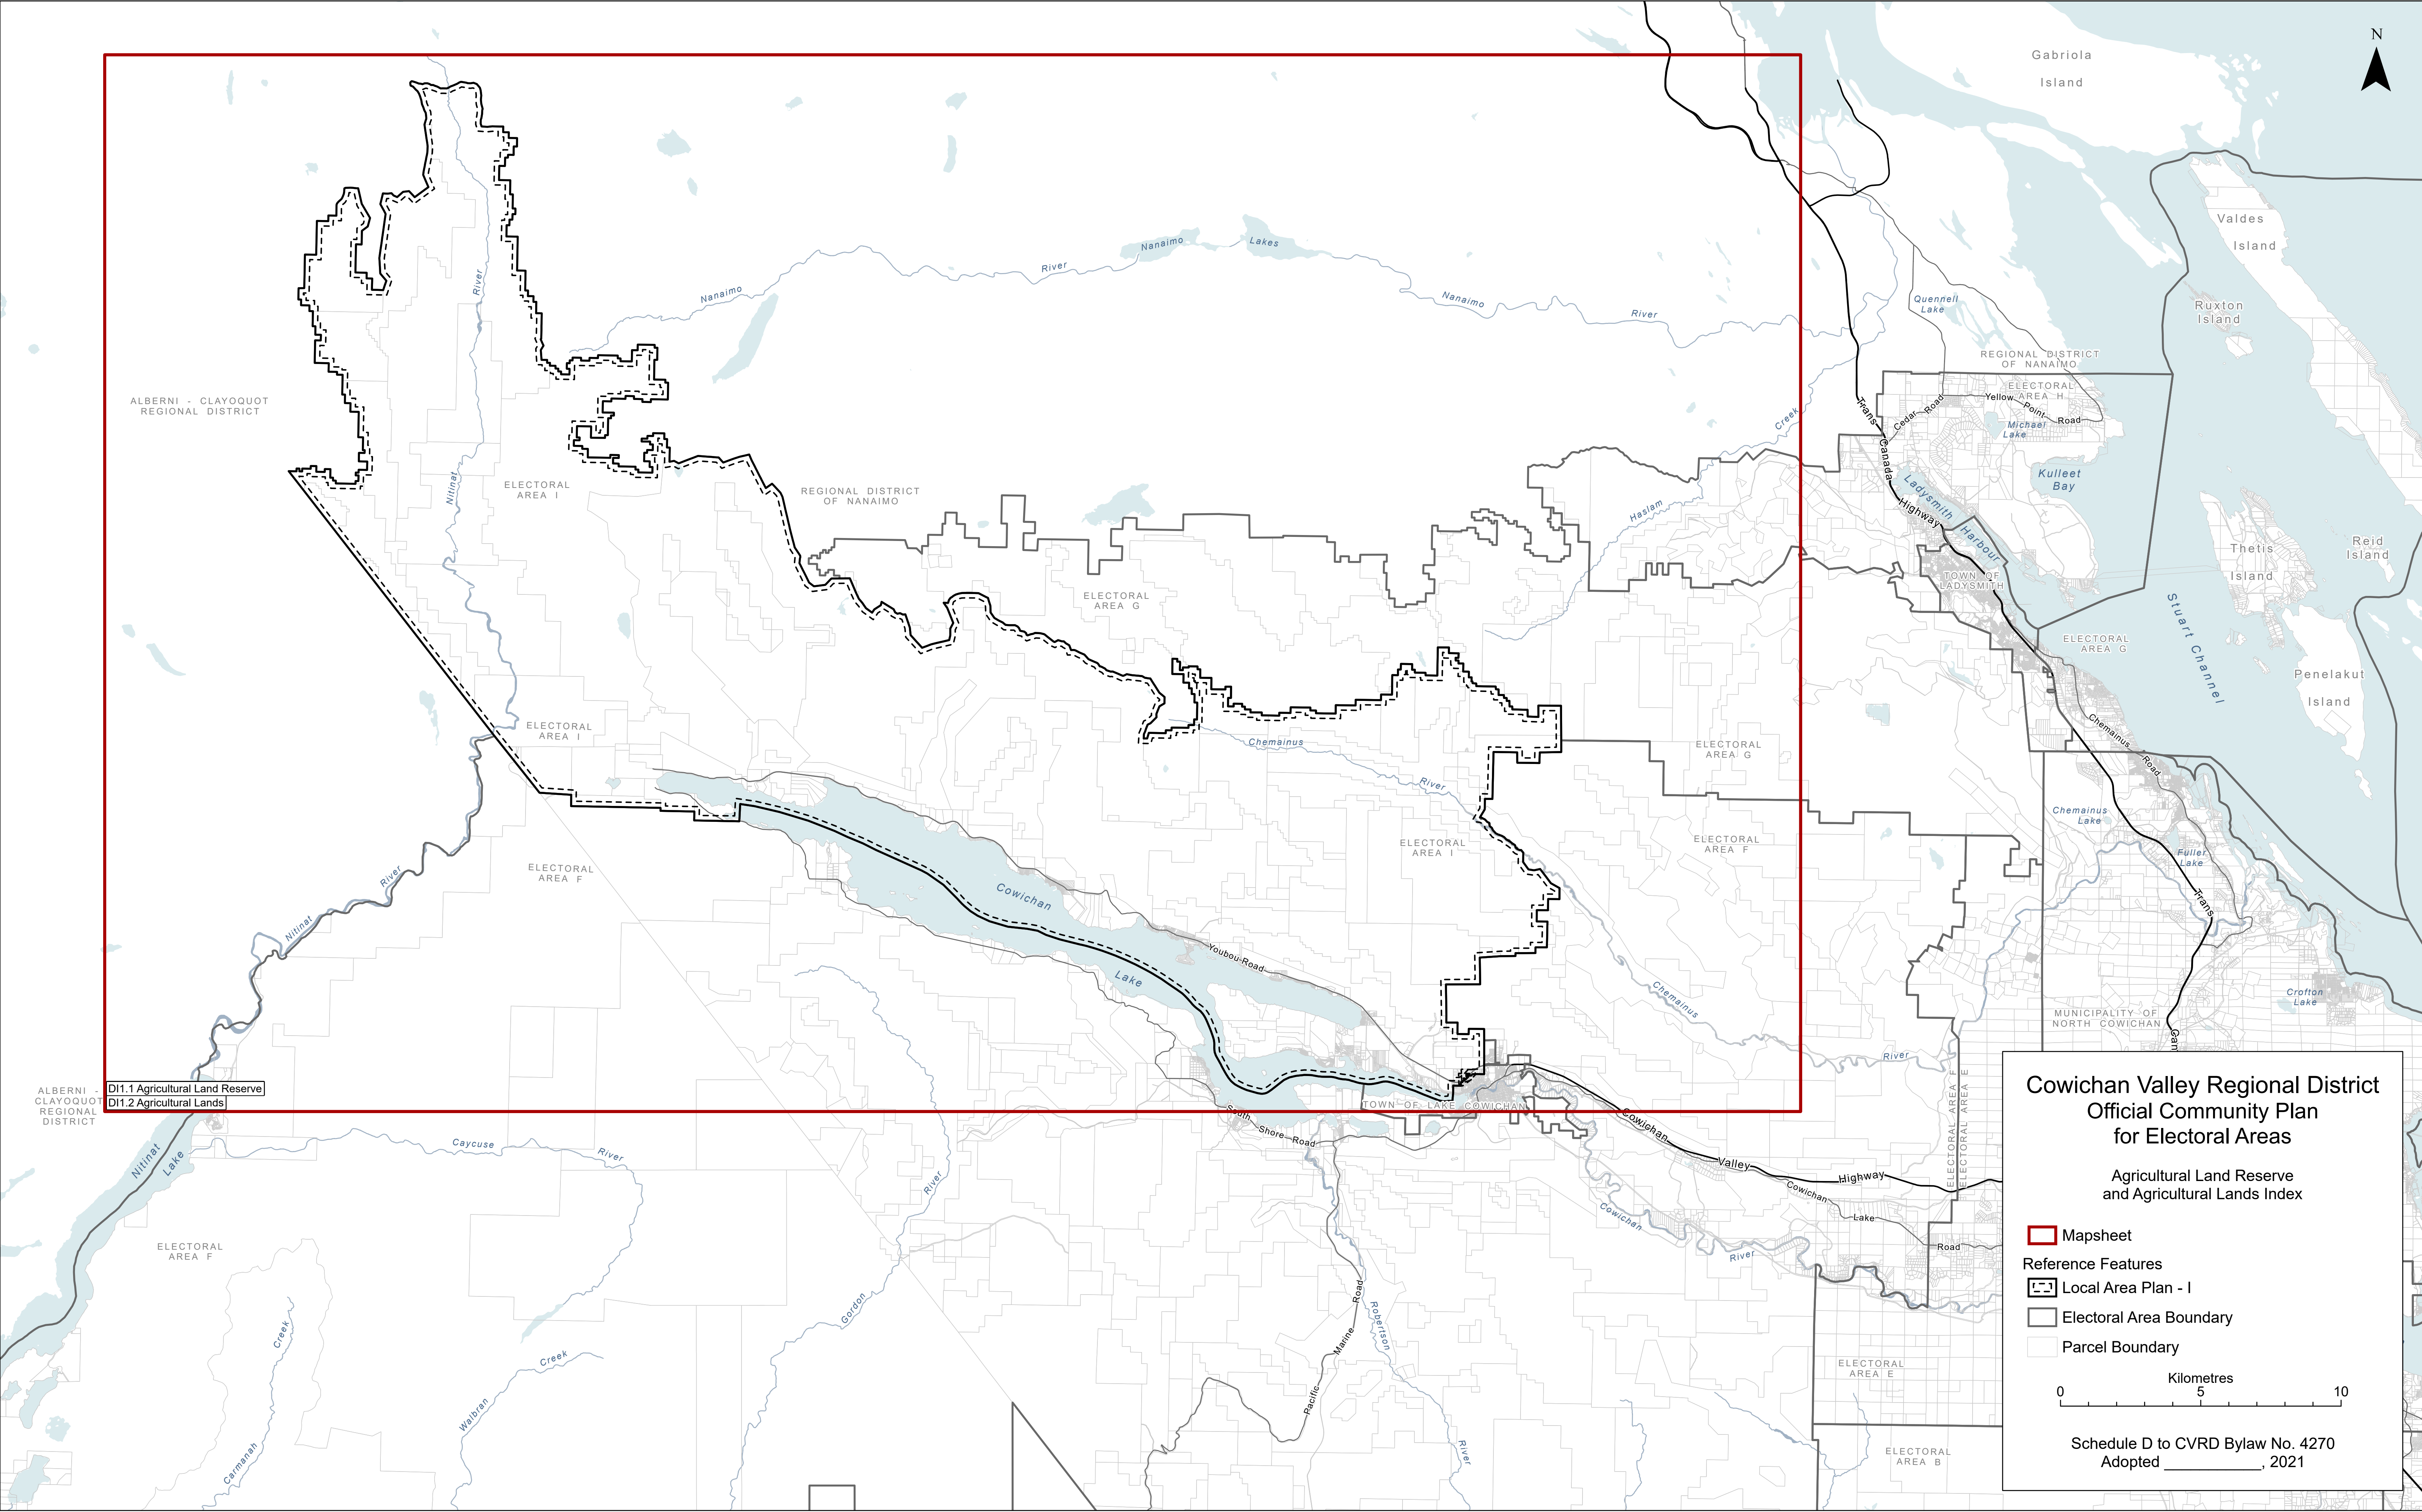 N
Gabriola
Island
Valdes
Island
Nanaimo
Lakes
River
River
Nanaimo
Nanaimo
River
Quennell
Lake
Ruxton
Island
REGIONAL DISTRICT
OF NANAIMO
ELECTORAL
AREA H
ALBERNI - CLAYOQUOT
REGIONAL DISTRICT
Trans
Cedar Road
Yellow Point Road
Michael
Lake
Creek
Canada
Kulleet
Bay
Nitinat
ELECTORAL
AREA I
REGIONAL DISTRICT
OF NANAIMO
Haslam
Ladysmith Harbour
Highway
Thetis
Island
Reid
Island
TOWN OF
LADYSMITH
ELECTORAL
AREA G
Stuart Channel
ELECTORAL
AREA G
Penelakut
Island
ELECTORAL
AREA I
Chemainus
River
ELECTORAL
AREA G
Chemainus
Road
Chemainus
Lake
ELECTORAL
AREA I
ELECTORAL
AREA F
Fuller
Lake
ELECTORAL
AREA F
River
Nitinat
Cowichan
Lake
Trans
Youbou Road
Chemainus
River
Crofton
Lake
MUNICIPALITY OF
NORTH COWICHAN
Can
ALBERNI -
CLAYOQUOT
REGIONAL
DISTRICT
DI1.1 Agricultural Land Reserve
DI1.2 Agricultural Lands
TOWN OF LAKE COWICHAN
South Shore Road
Cowichan
Valley
Highway
Cowichan
Lake
Road
ELECTORAL AREA F
ELECTORAL AREA E
Nitinat
Lake
Caycuse
River
River
Cowichan
River
ELECTORAL
AREA F
Gordon
Robertson
River
Pacific
Marine
Road
Creek
Carmanah
Creek
Walbran
ELECTORAL
AREA E
ELECTORAL
AREA B
Cowichan Valley Regional District
Official Community Plan
for Electoral Areas
Agricultural Land Reserve
and Agricultural Lands Index
Mapsheet
Reference Features
Local Area Plan - I
Electoral Area Boundary
Parcel Boundary
Kilometres
0 5 10
Schedule D to CVRD Bylaw No. 4270
Adopted ____________, 2021